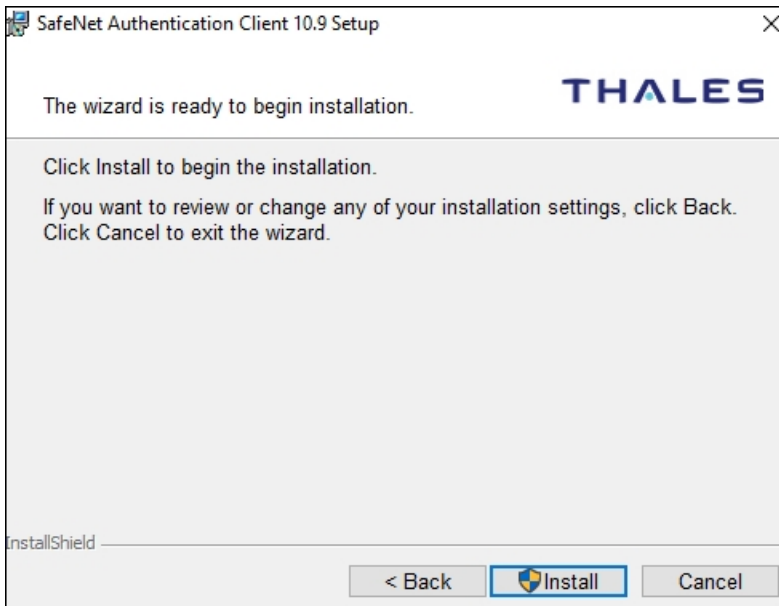 SafeNet Authentication Client 10.9 Setup
THALES
The wizard is ready to begin installation.
Click Install to begin the installation.
If you want to review or change any of your installation settings, click Back.
Click Cancel to exit the wizard.
InstallShield
< Back
Install
Cancel